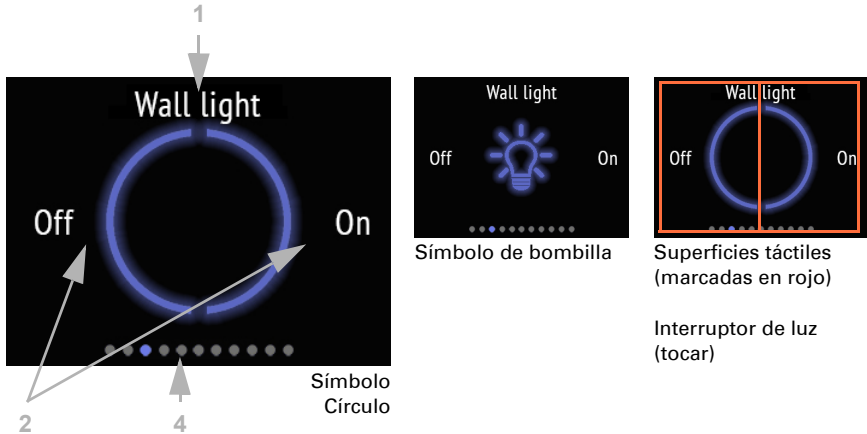 1
Wall light
Off
On
2
4
Símbolo
Círculo
Wall light
Off
On
Símbolo de bombilla
Wall light
Off
On
Superficies táctiles
(marcadas en rojo)
Interruptor de luz
(tocar)